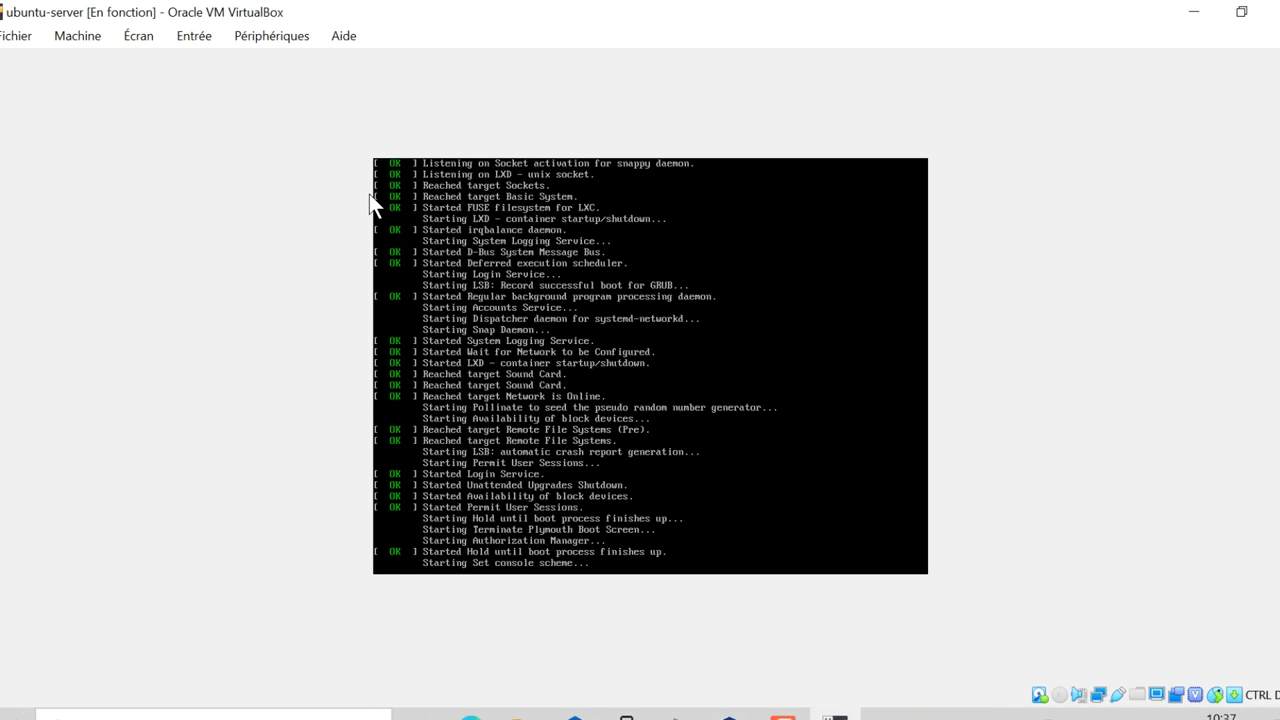 ubuntu-server [En fonction] - Oracle VM VirtualBox
Fichier Machine Écran Entrée Périphériques Aide
[ OK ] Listening on Socket activation for snappy daemon.
[ OK ] Listening on LXD - unix socket.
[ OK ] Reached target Sockets.
[ OK ] Reached target Basic System.
OK ] Started FUSE filesystem for LXC.
Starting LXD - container startup/shutdown...
[ OK ] Started irqbalance daemon.
Starting System Logging Service...
[ OK ] Started D-Bus System Message Bus.
[ OK ] Started Deferred execution scheduler.
Starting Login Service...
Starting LSB: Record successful boot for GRUB...
[ OK ] Started Regular background program processing daemon.
Starting Accounts Service...
Starting Dispatcher daemon for systemd-networkd...
Starting Snap Daemon...
[ OK ] Started System Logging Service.
[ OK ] Started Wait for Network to be Configured.
[ OK ] Started LXD - container startup/shutdown.
[ OK ] Reached target Sound Card.
[ OK ] Reached target Sound Card.
[ OK ] Reached target Network is Online.
Starting Pollinate to seed the pseudo random number generator...
Starting Availability of block devices...
[ OK ] Reached target Remote File Systems (Pre).
[ OK ] Reached target Remote File Systems.
Starting LSB: automatic crash report generation...
Starting Permit User Sessions...
[ OK ] Started Login Service.
[ OK ] Started Unattended Upgrades Shutdown.
[ OK ] Started Availability of block devices.
[ OK ] Started Permit User Sessions.
Starting Hold until boot process finishes up...
Starting Terminate Plymouth Boot Screen...
Starting Authorization Manager...
[ OK ] Started Hold until boot process finishes up.
Starting Set console scheme...
CTRL D
10:37